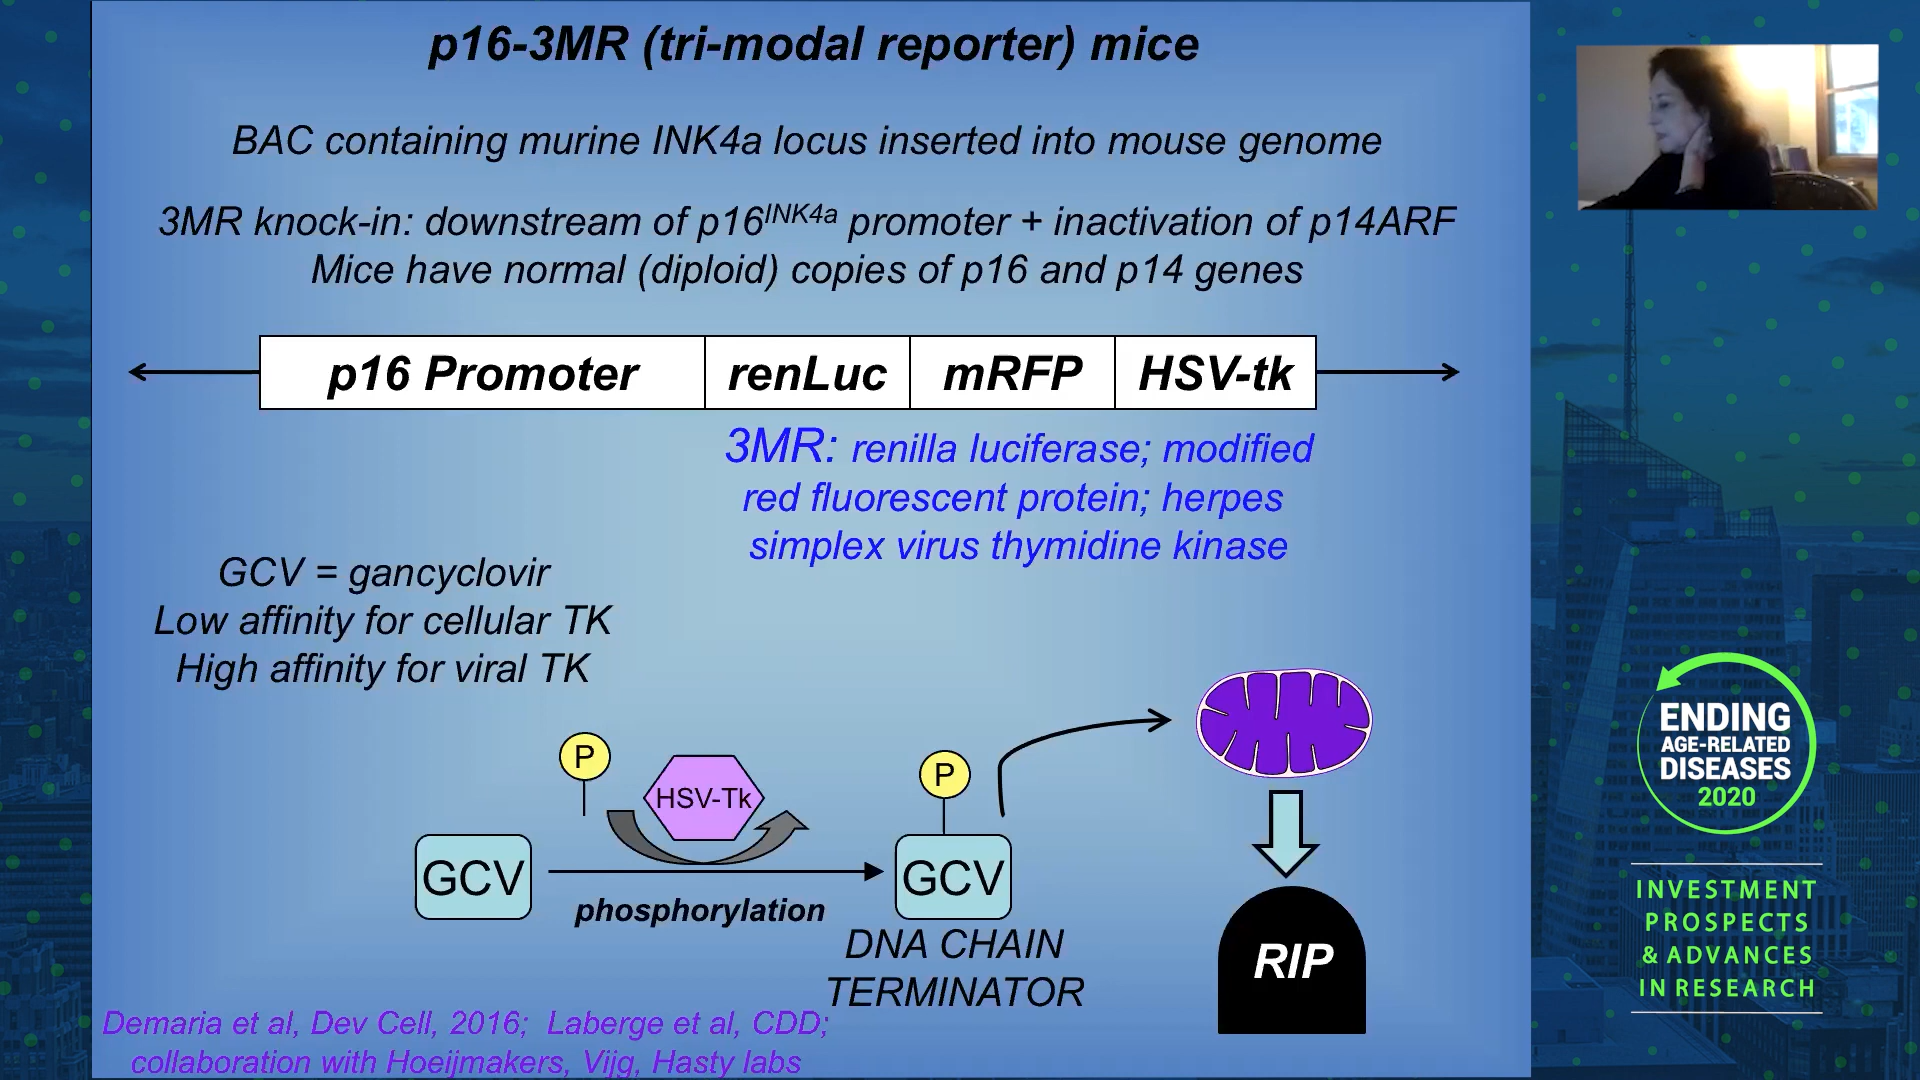 p16-3MR (tri-modal reporter) mice
BAC containing murine INK4a locus inserted into mouse genome
3MR knock-in: downstream of p16INK4a promoter + inactivation of p14ARF
Mice have normal (diploid) copies of p16 and p14 genes
p16 Promoter renLuc mRFP HSV-tk
3MR: renilla luciferase; modified
red fluorescent protein; herpes
simplex virus thymidine kinase
GCV = gancyclovir
Low affinity for cellular TK
High affinity for viral TK
P
HSV-Tk
P
GCV
phosphorylation
GCV
DNA CHAIN
TERMINATOR
RIP
Demaria et al, Dev Cell, 2016; Laberge et al, CDD;
collaboration with Hoeijmakers, Vijg, Hasty labs
ENDING
AGE-RELATED
DISEASES
2020
INVESTMENT
PROSPECTS
& ADVANCES
IN RESEARCH